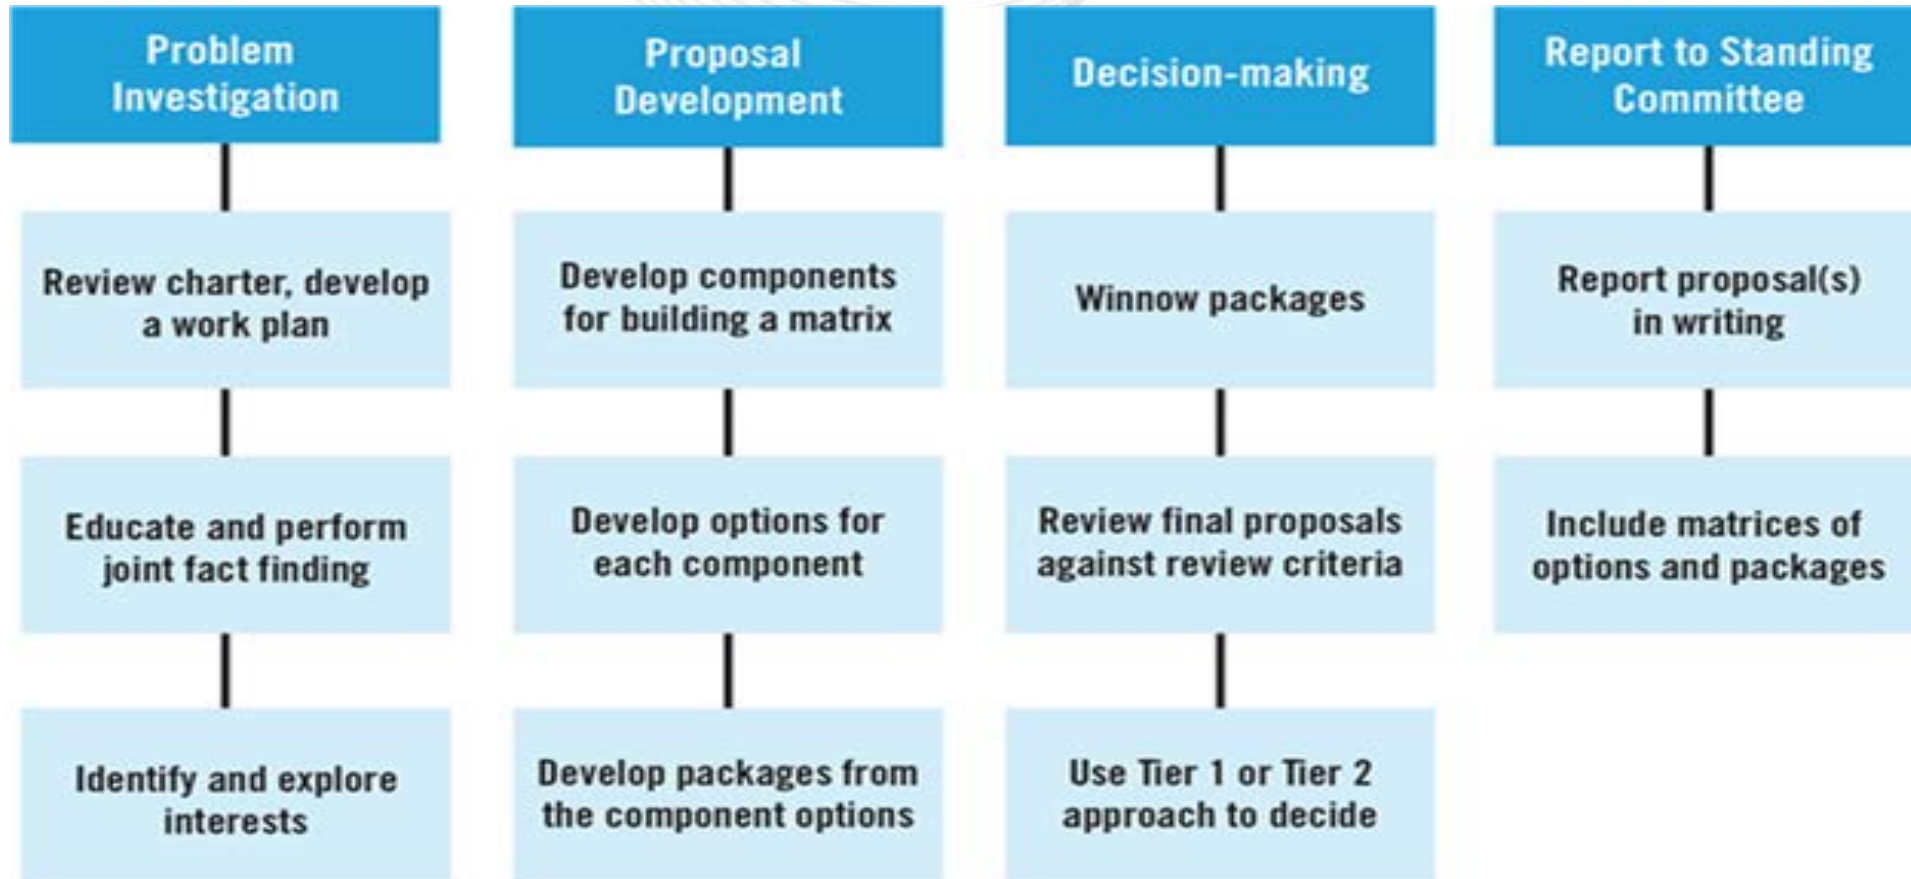 Problem
Investigation
Review charter, develop
a work plan
Educate and perform
joint fact finding
Identify and explore
interests
Proposal
Development
Develop components
for building a matrix
Develop options for
each component
Develop packages from
the component options
Decision-making
Winnow packages
Review final proposals
against review criteria
Use Tier 1 or Tier 2
approach to decide
Report to Standing
Committee
Report proposal(s)
in writing
Include matrices of
options and packages